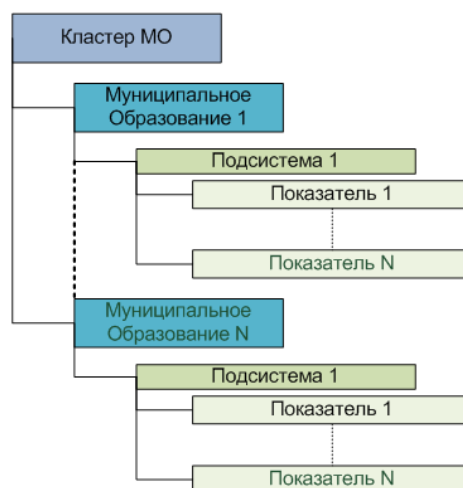 Кластер МО
Муниципальное
Образование 1
Подсистема 1
Показатель 1
Показатель N
Муниципальное
Образование N
Подсистема 1
Показатель 1
Показатель N